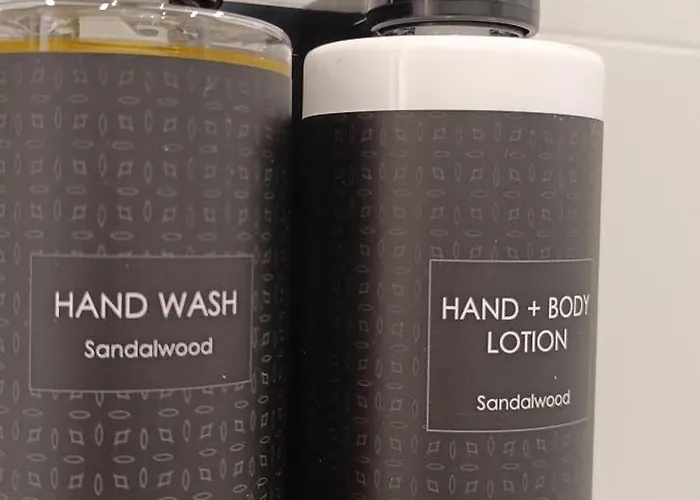 HAND WASH
Sandalwood
HAND + BODY
LOTION
Sandalwood